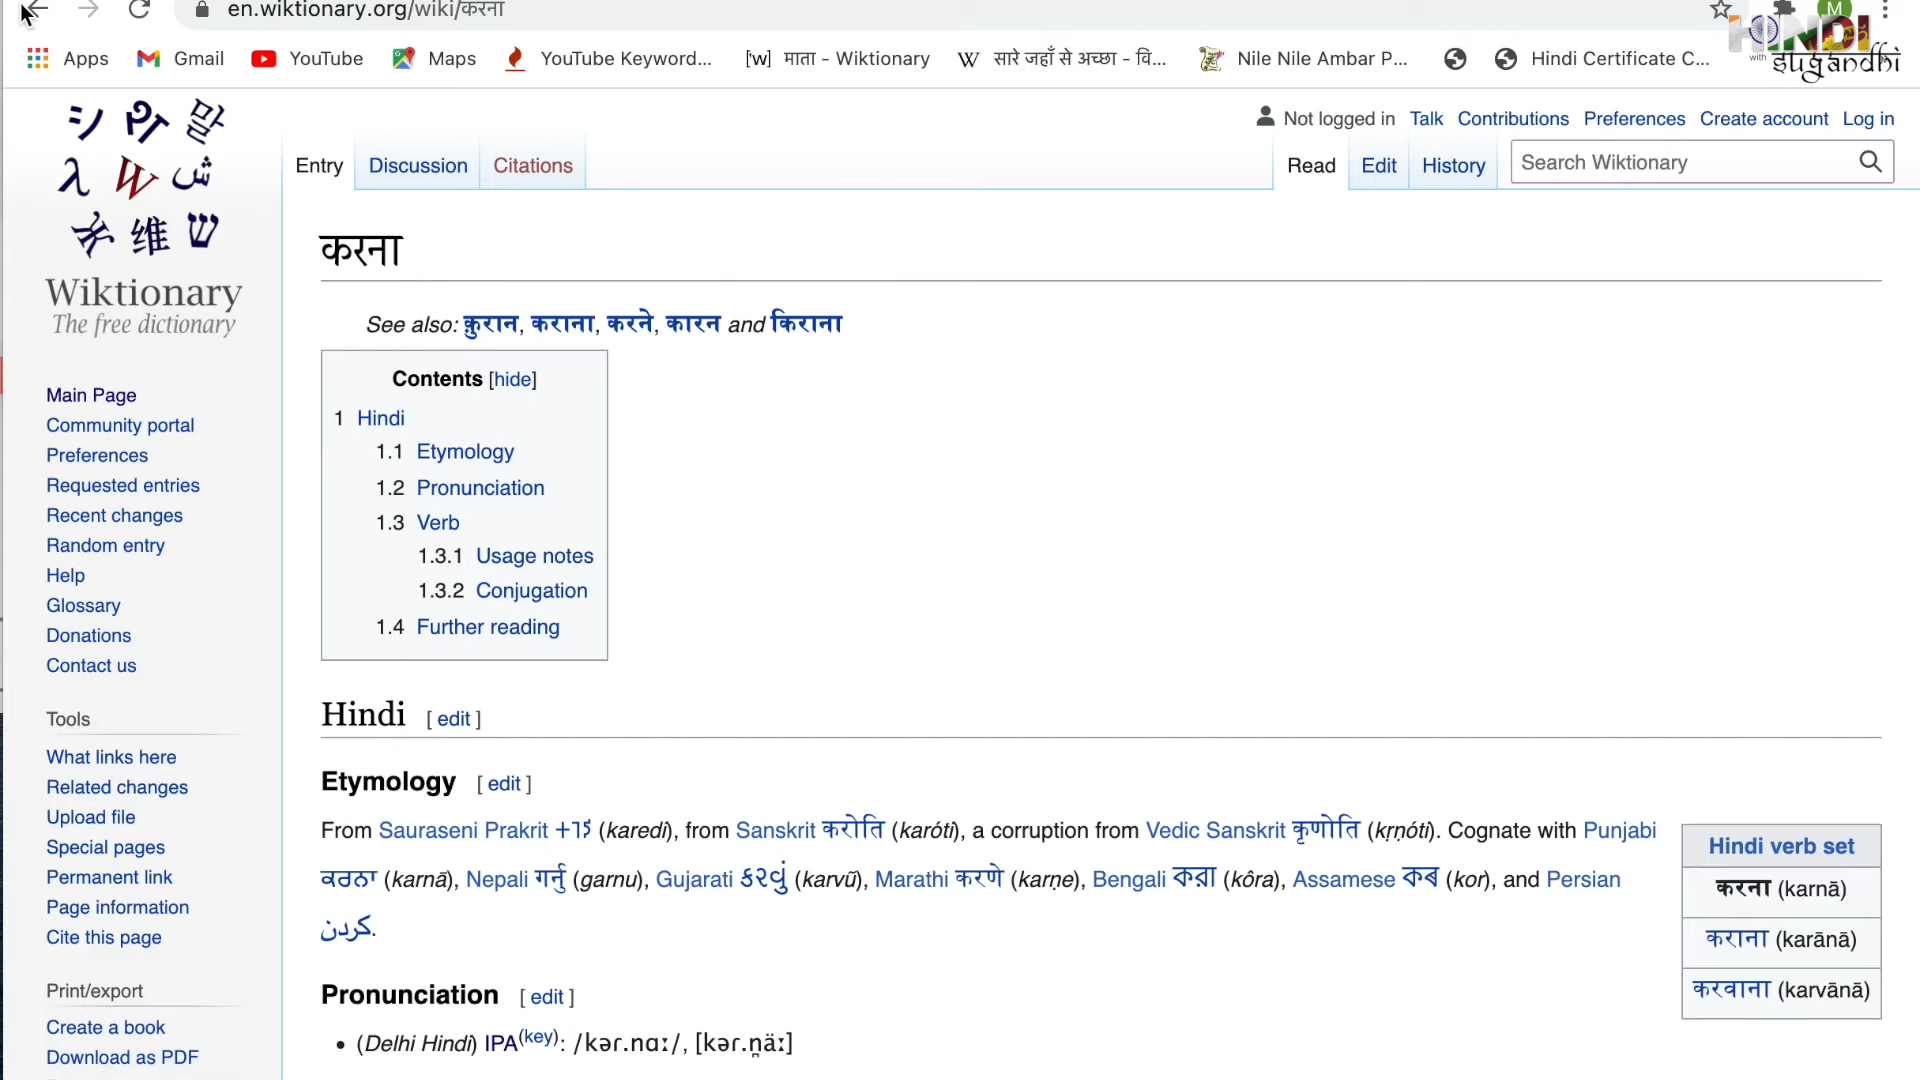 en.wiktionary.org/wiki/करना
M
HINDI
with सugandhi
Apps Gmail YouTube Maps YouTube Keyword... [w] माता - Wiktionary W सारे जहाँ से अच्छा - वि... Nile Nile Ambar P... Hindi Certificate C...
Not logged in Talk Contributions Preferences Create account Log in
Entry Discussion Citations Read Edit History Search Wiktionary
Wiktionary
The free dictionary
Main Page
Community portal
Preferences
Requested entries
Recent changes
Random entry
Help
Glossary
Donations
Contact us
Tools
What links here
Related changes
Upload file
Special pages
Permanent link
Page information
Cite this page
Print/export
Create a book
Download as PDF
करना
See also: क़ुरान, कराना, करने, कारन and किराना
Contents [hide]
1 Hindi
1.1 Etymology
1.2 Pronunciation
1.3 Verb
1.3.1 Usage notes
1.3.2 Conjugation
1.4 Further reading
Hindi [ edit ]
Etymology [ edit ]
From Sauraseni Prakrit (karedi), from Sanskrit करोति (karóti), a corruption from Vedic Sanskrit कृणोति (kṛṇóti). Cognate with Punjabi
ਕਰਨਾ (karnā), Nepali गर्नु (garnu), Gujarati કરવું (karvũ), Marathi करणे (karṇe), Bengali করা (kôra), Assamese কৰ (kor), and Persian
کردن.
Hindi verb set
करना (karnā)
कराना (karānā)
करवाना (karvānā)
Pronunciation [ edit ]
• (Delhi Hindi) IPA(key): /kəɾ.nɑː/, [kəɾ.n̪äː]